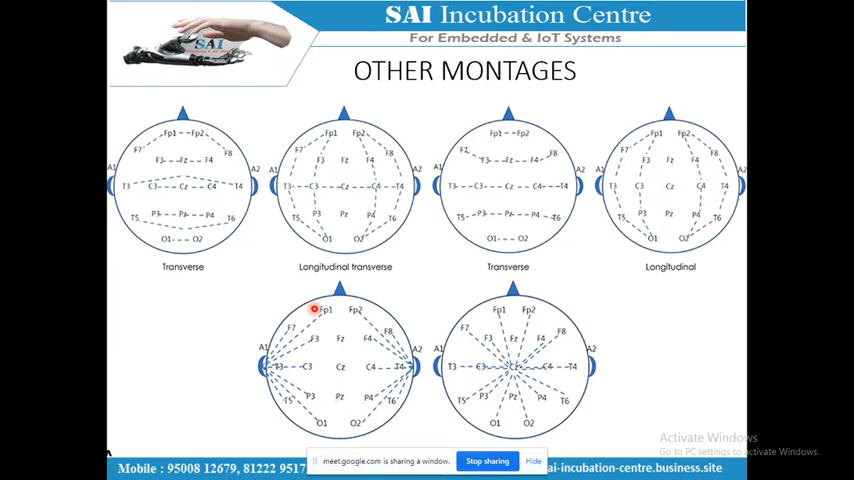 SAI Incubation Centre
For Embedded & IoT Systems
SAI
OTHER MONTAGES
Fp1 Fp2
F7 F8
F3 Fz F4
A1 A2
T3 C3 Cz C4 T4
P3 Pz P4
T5 T6
O1 O2
Transverse
Fp1 Fp2
F7 F8
F3 Fz F4
A1 A2
T3 C3 Cz C4 T4
P3 Pz P4
T5 T6
O1 O2
Longitudinal transverse
Fp1 Fp2
F7 F8
F3 Fz F4
A1 A2
T3 C3 Cz C4 T4
T5 P3 Pz P4 T6
O1 O2
Transverse
Fp1 Fp2
F7 F8
F3 Fz F4
A1 A2
T3 C3 Cz C4 T4
P3 Pz P4
T5 T6
O1 O2
Longitudinal
Fp1 Fp2
F7 F8
F3 Fz F4
A1 A2
T3 C3 Cz C4 T4
P3 Pz P4
T5 T6
O1 O2
Fp1 Fp2
F7 F8
F3 Fz F4
A1 A2
T3 C3 Cz C4 T4
P3 Pz P4
T5 T6
O1 O2
Activate Windows
Go to PC settings to activate Windows.
meet.google.com is sharing a window.
Stop sharing
Hide
Mobile : 95008 12679, 81222 9517
ai-incubation-centre.business.site